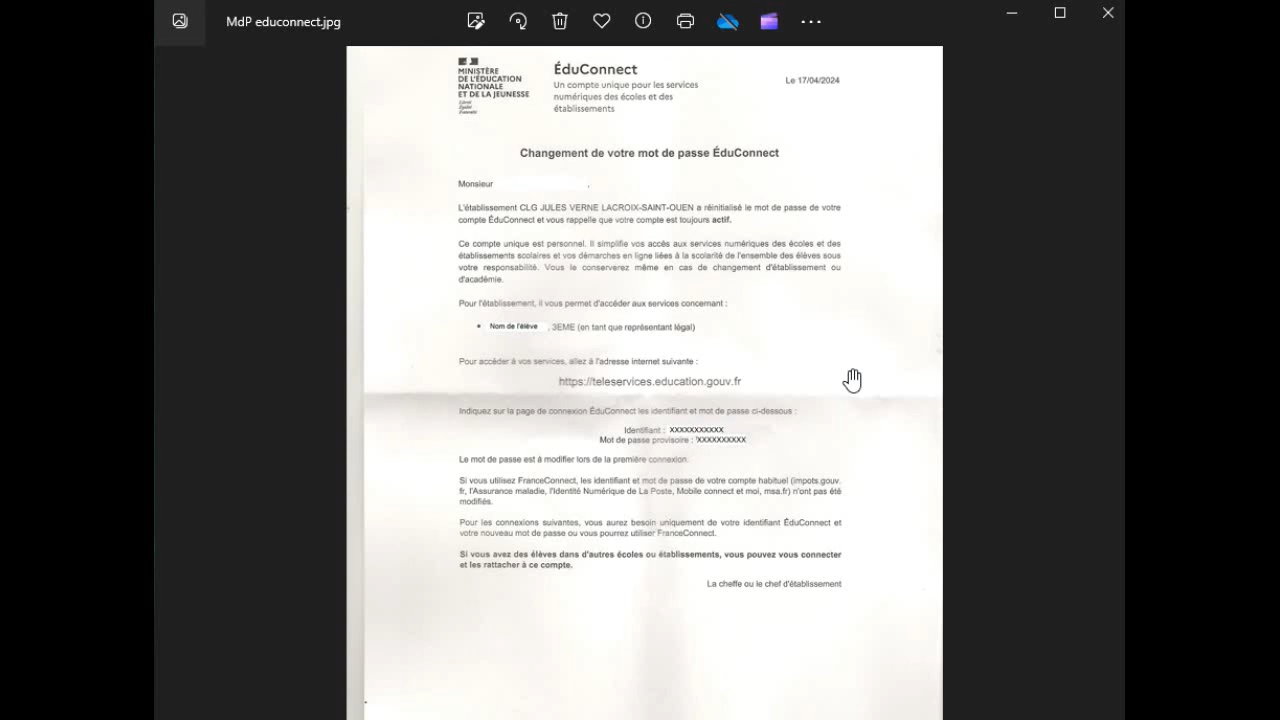 MdP educonnect.jpg
MINISTÈRE
DE L'ÉDUCATION
NATIONALE
ET DE LA JEUNESSE
Liberté
Égalité
Fraternité
ÉduConnect
Un compte unique pour les services
numériques des écoles et des
établissements
Le 17/04/2024
Changement de votre mot de passe ÉduConnect
Monsieur ,
L'établissement CLG JULES VERNE LACROIX-SAINT-OUEN a réinitialisé le mot de passe de votre
compte ÉduConnect et vous rappelle que votre compte est toujours actif.
Ce compte unique est personnel. Il simplifie vos accès aux services numériques des écoles et des
établissements scolaires et vos démarches en ligne liées à la scolarité de l'ensemble des élèves sous
votre responsabilité. Vous le conserverez même en cas de changement d'établissement ou
d'académie.
Pour l'établissement, il vous permet d'accéder aux services concernant :
• Nom de l'élève , 3EME (en tant que représentant légal)
Pour accéder à vos services, allez à l'adresse internet suivante :
https://teleservices.education.gouv.fr
Indiquez sur la page de connexion ÉduConnect les identifiant et mot de passe ci-dessous :
Identifiant : XXXXXXXXXXX
Mot de passe provisoire : 'XXXXXXXXXX
Le mot de passe est à modifier lors de la première connexion.
Si vous utilisez FranceConnect, les identifiant et mot de passe de votre compte habituel (impots.gouv.
fr, l'Assurance maladie, l'Identité Numérique de La Poste, Mobile connect et moi, msa.fr) n'ont pas été
modifiés.
Pour les connexions suivantes, vous aurez besoin uniquement de votre identifiant ÉduConnect et
votre nouveau mot de passe ou vous pourrez utiliser FranceConnect.
Si vous avez des élèves dans d'autres écoles ou établissements, vous pouvez vous connecter
et les rattacher à ce compte.
La cheffe ou le chef d'établissement